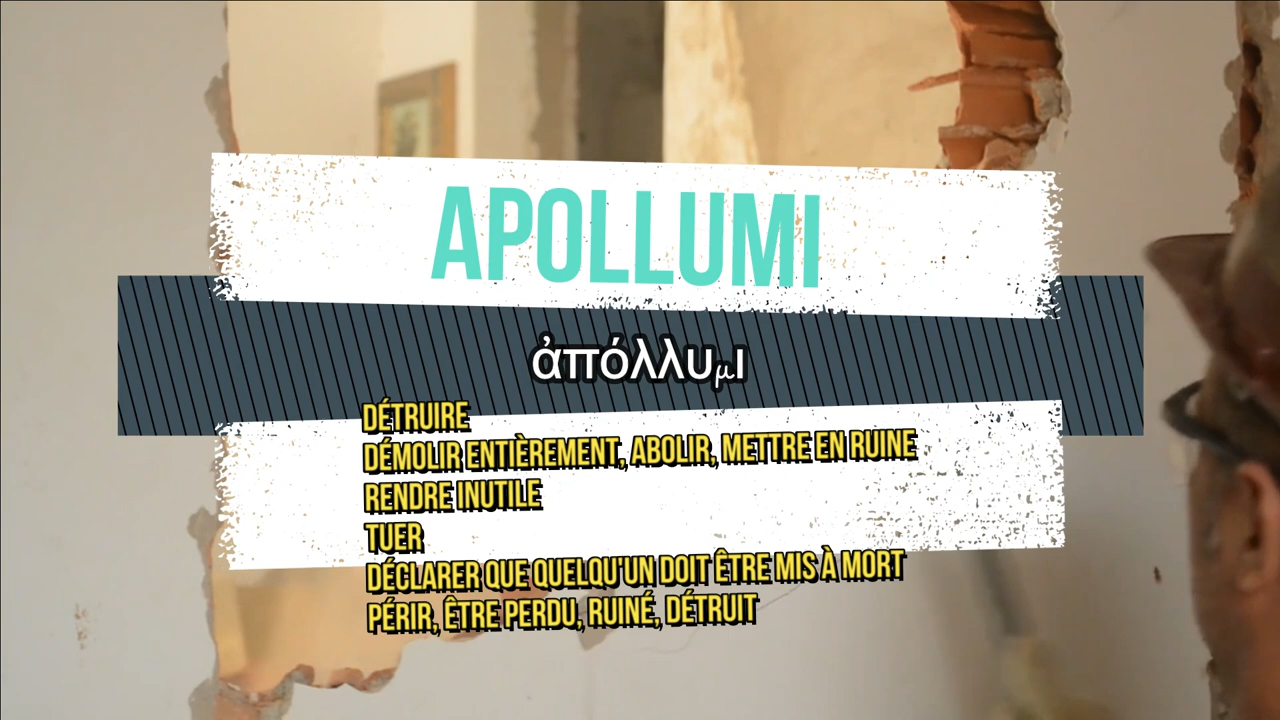 APOLLUMI
ἀπόλλυμι
DÉTRUIRE
DÉMOLIR ENTIÈREMENT, ABOLIR, METTRE EN RUINE
RENDRE INUTILE
TUER
DÉCLARER QUE QUELQU'UN DOIT ÊTRE MIS À MORT
PÉRIR, ÊTRE PERDU, RUINÉ, DÉTRUIT